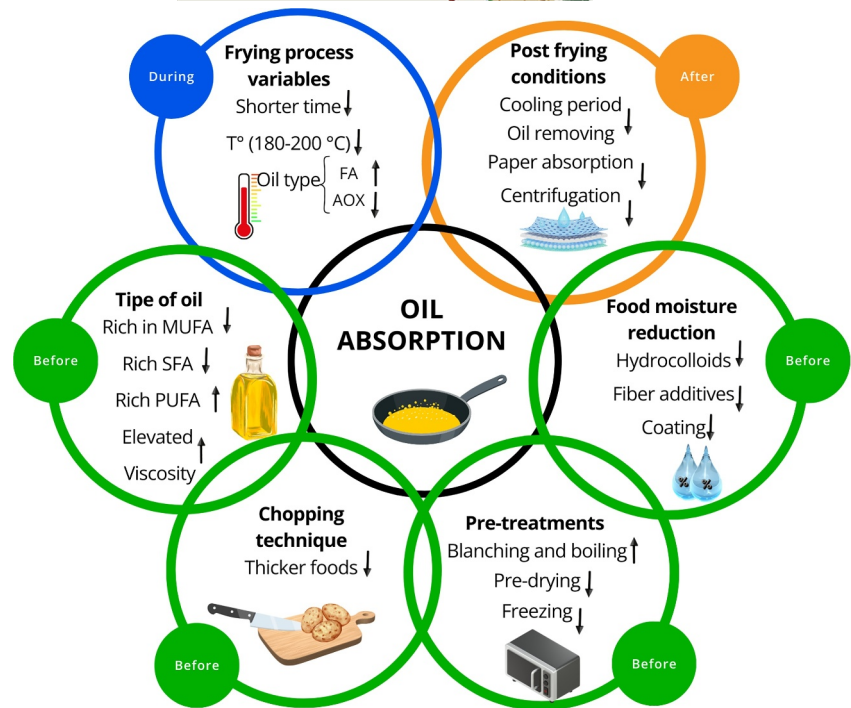 During
Frying process
variables
Shorter time↓
T° (180-200 °C)↓
Oil type{
FA ↑
AOX ↓
Post frying
conditions
After
Cooling period
Oil removing ↓
Paper absorption ↓
Centrifugation ↓
Before
Tipe of oil
Rich in MUFA ↓
Rich SFA ↓
Rich PUFA ↑
Elevated
Viscosity ↑
OIL
ABSORPTION
Food moisture
reduction
Hydrocolloids↓
Fiber additives↓
Coating↓
Before
% %
Chopping
technique
Thicker foods ↓
Before
Pre-treatments
Blanching and boiling↑
Pre-drying↓
Freezing↓
Before